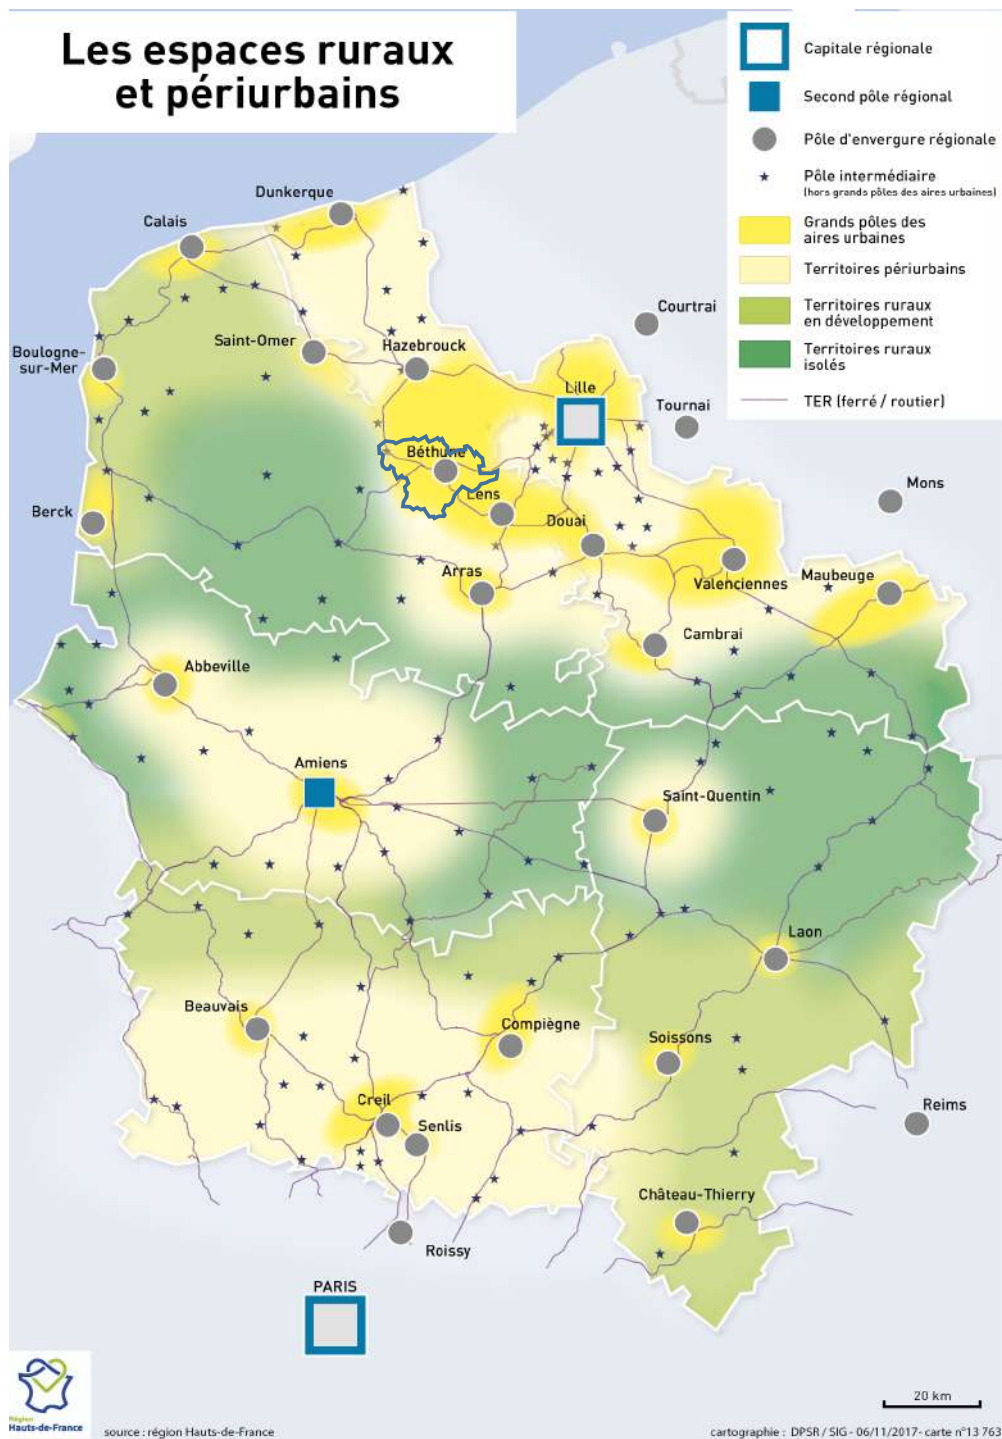 Les espaces ruraux
et périurbains
Capitale régionale
Second pôle régional
Pôle d'envergure régionale
Pôle intermédiaire
(hors grands pôles des aires urbaines)
Grands pôles des
aires urbaines
Territoires périurbains
Territoires ruraux
en développement
Territoires ruraux
isolés
TER (ferré / routier)
Dunkerque
Calais
Courtrai
Saint-Omer
Hazebrouck
Boulogne-
sur-Mer
Lille
Tournai
Béthune
Mons
Lens
Berck
Douai
Arras
Valenciennes
Maubeuge
Cambrai
Abbeville
Amiens
Saint-Quentin
Laon
Beauvais
Compiègne
Soissons
Creil
Senlis
Reims
Château-Thierry
Roissy
PARIS
Région
Hauts-de-France
20 km
source : région Hauts-de-France
cartographie : DPSR / SIG - 06/11/2017- carte n°13 763